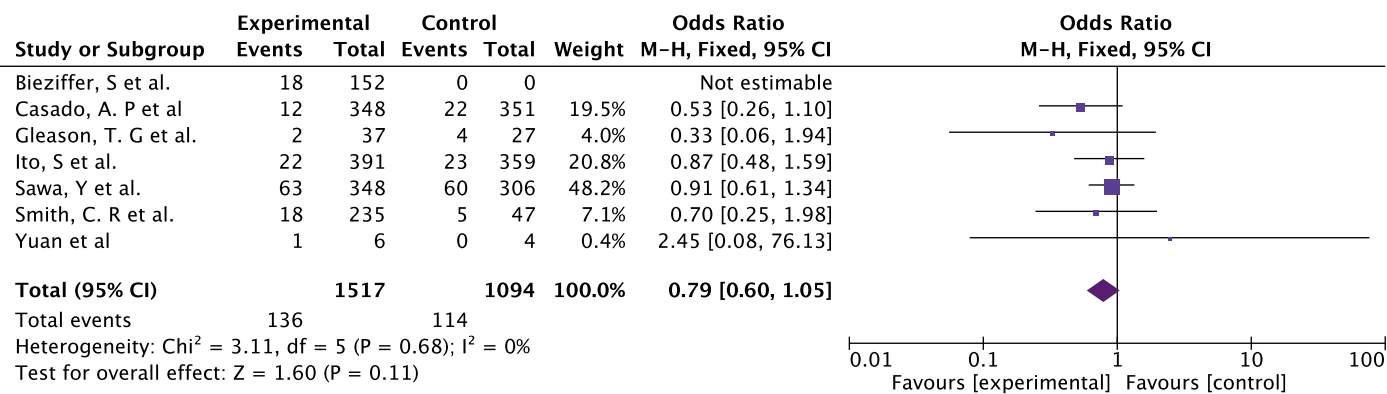 Experimental Control Odds Ratio Odds Ratio
Study or Subgroup Events Total Events Total Weight M-H, Fixed, 95% CI M-H, Fixed, 95% CI
Bieziffer, S et al. 18 152 0 0 Not estimable
Casado, A. P et al 12 348 22 351 19.5% 0.53 [0.26, 1.10]
Gleason, T. G et al. 2 37 4 27 4.0% 0.33 [0.06, 1.94]
Ito, S et al. 22 391 23 359 20.8% 0.87 [0.48, 1.59]
Sawa, Y et al. 63 348 60 306 48.2% 0.91 [0.61, 1.34]
Smith, C. R et al. 18 235 5 47 7.1% 0.70 [0.25, 1.98]
Yuan et al 1 6 0 4 0.4% 2.45 [0.08, 76.13]
Total (95% CI) 1517 1094 100.0% 0.79 [0.60, 1.05]
Total events 136 114
Heterogeneity: Chi² = 3.11, df = 5 (P = 0.68); I² = 0%
Test for overall effect: Z = 1.60 (P = 0.11)
0.01 0.1 1 10 100
Favours [experimental] Favours [control]